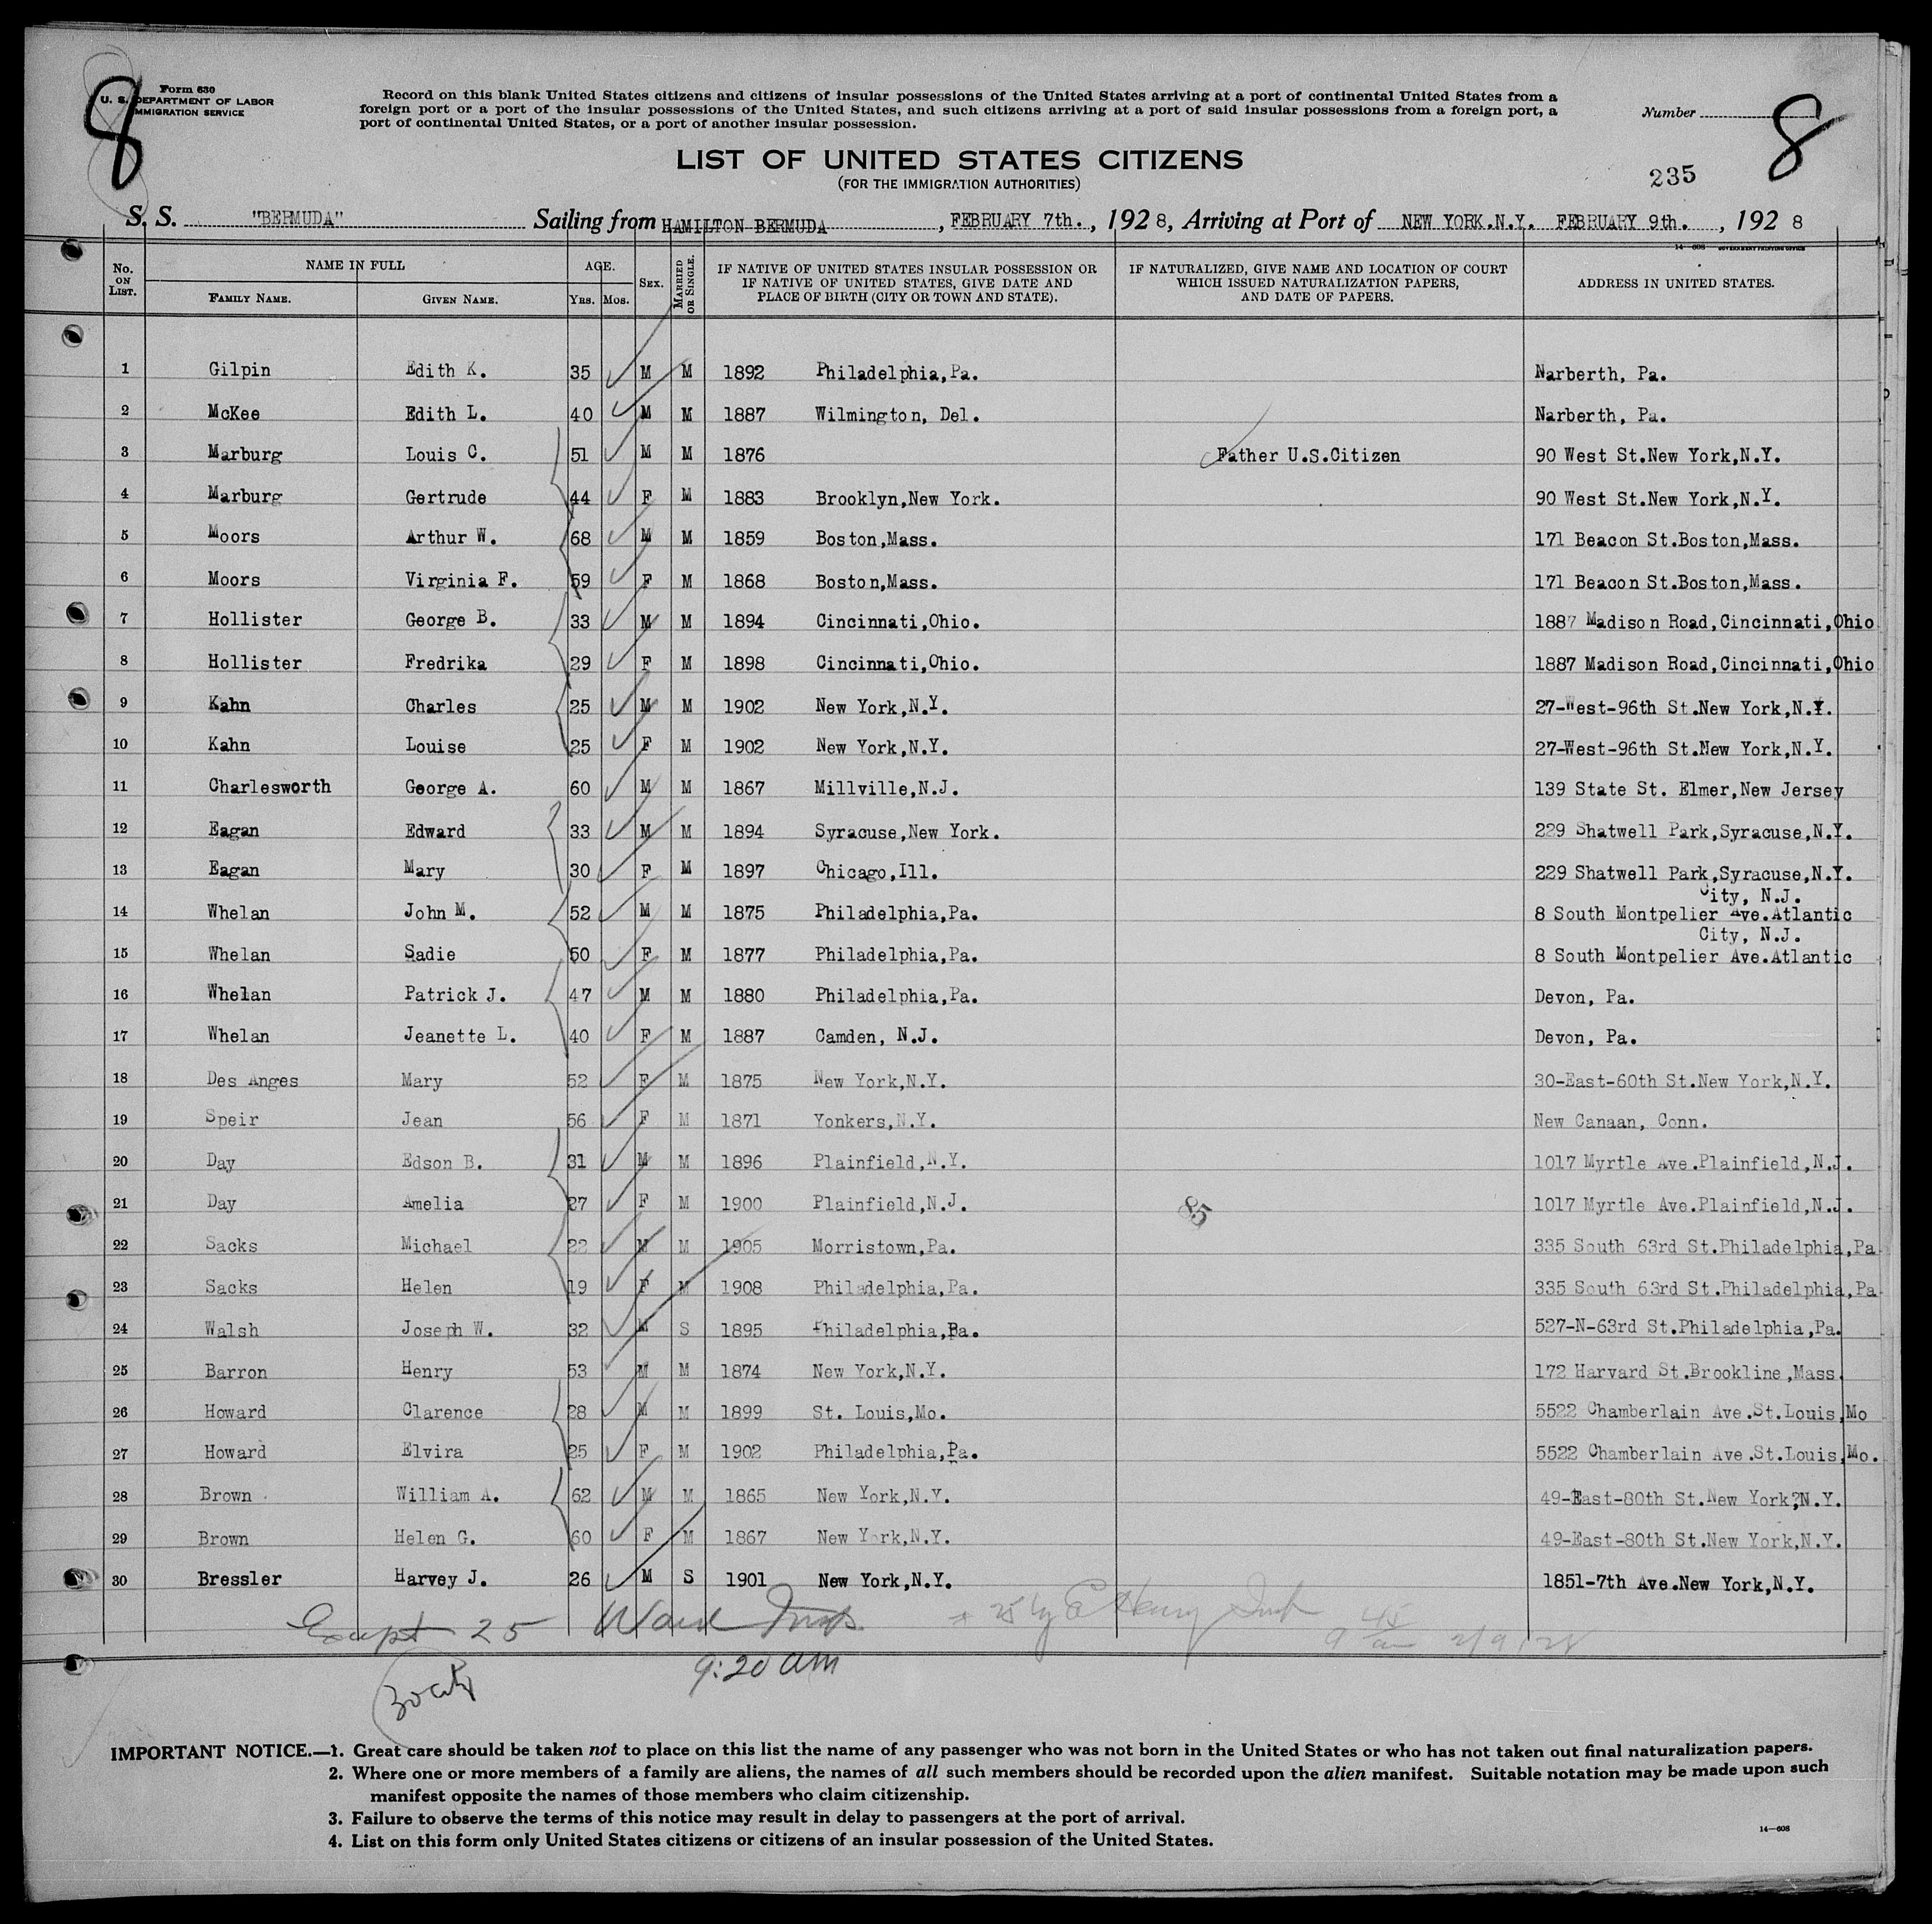 8
Form 630
U. S. DEPARTMENT OF LABOR
IMMIGRATION SERVICE
Record on this blank United States citizens and citizens of insular possessions of the United States arriving at a port of continental United States from a
foreign port or a port of the insular possessions of the United States, and such citizens arriving at a port of said insular possessions from a foreign port, a
port of continental United States, or a port of another insular possession.
Number
8
LIST OF UNITED STATES CITIZENS
(FOR THE IMMIGRATION AUTHORITIES)
235
S. S. "BERMUDA" Sailing from HAMILTON BERMUDA, FEBRUARY 7th., 1928, Arriving at Port of NEW YORK.N.Y. FEBRUARY 9th., 1928
14—608 GOVERNMENT PRINTING OFFICE
No. ON LIST. NAME IN FULL FAMILY NAME. GIVEN NAME. AGE. YRS. MOS. SEX. MARRIED OR SINGLE. IF NATIVE OF UNITED STATES INSULAR POSSESSION OR IF NATIVE OF UNITED STATES, GIVE DATE AND PLACE OF BIRTH (CITY OR TOWN AND STATE). IF NATURALIZED, GIVE NAME AND LOCATION OF COURT WHICH ISSUED NATURALIZATION PAPERS, AND DATE OF PAPERS. ADDRESS IN UNITED STATES.
1 Gilpin Edith K. 35 M M 1892 Philadelphia,Pa. Narberth, Pa.
2 McKee Edith L. 40 M M 1887 Wilmington, Del. Narberth, Pa.
3 Marburg Louis C. 51 M M 1876 Father U.S.Citizen 90 West St.New York,N.Y.
4 Marburg Gertrude 44 F M 1883 Brooklyn,New York. 90 West St.New York,N.Y.
5 Moors Arthur W. 68 M M 1859 Boston,Mass. 171 Beacon St.Boston,Mass.
6 Moors Virginia F. 59 F M 1868 Boston,Mass. 171 Beacon St.Boston,Mass.
7 Hollister George B. 33 M M 1894 Cincinnati,Ohio. 1887 Madison Road,Cincinnati,Ohio
8 Hollister Fredrika 29 F M 1898 Cincinnati,Ohio. 1887 Madison Road,Cincinnati,Ohio
9 Kahn Charles 25 M M 1902 New York,N.Y. 27-West-96th St.New York,N.Y.
10 Kahn Louise 25 F M 1902 New York,N.Y. 27-West-96th St.New York,N.Y.
11 Charlesworth George A. 60 M M 1867 Millville,N.J. 139 State St. Elmer,New Jersey
12 Eagan Edward 33 M M 1894 Syracuse,New York. 229 Shatwell Park,Syracuse,N.Y.
13 Eagan Mary 30 F M 1897 Chicago,Ill. 229 Shatwell Park,Syracuse,N.Y.
City, N.J.
14 Whelan John M. 52 M M 1875 Philadelphia,Pa. 8 South Montpelier Ave.Atlantic
City, N.J.
15 Whelan Sadie 50 F M 1877 Philadelphia,Pa. 8 South Montpelier Ave.Atlantic
16 Whelan Patrick J. 47 M M 1880 Philadelphia,Pa. Devon, Pa.
17 Whelan Jeanette L. 40 F M 1887 Camden, N.J. Devon, Pa.
18 Des Anges Mary 52 F M 1875 New York,N.Y. 30-East-60th St.New York,N.Y.
19 Speir Jean 56 F M 1871 Yonkers,N.Y. New Canaan, Conn.
20 Day Edson B. 31 M M 1896 Plainfield,N.Y. 1017 Myrtle Ave.Plainfield,N.J.
21 Day Amelia 27 F M 1900 Plainfield,N.J. 85 1017 Myrtle Ave.Plainfield,N.J.
22 Sacks Michael 22 M M 1905 Morristown,Pa. 335 South 63rd St.Philadelphia,Pa
23 Sacks Helen 19 F M 1908 Philadelphia,Pa. 335 South 63rd St.Philadelphia,Pa
24 Walsh Joseph W. 32 M S 1895 Philadelphia,Pa. 527-N-63rd St.Philadelphia,Pa.
25 Barron Henry 53 M M 1874 New York,N.Y. 172 Harvard St.Brookline,Mass.
26 Howard Clarence 28 M M 1899 St. Louis,Mo. 5522 Chamberlain Ave.St.Louis,Mo
27 Howard Elvira 25 F M 1902 Philadelphia,Pa. 5522 Chamberlain Ave.St.Louis,Mo.
28 Brown William A. 62 M M 1865 New York,N.Y. 49-East-80th St.New York?N.Y.
29 Brown Helen G. 60 F M 1867 New York,N.Y. 49-East-80th St.New York,N.Y.
30 Bressler Harvey J. 26 M S 1901 New York,N.Y. 1851-7th Ave.New York,N.Y.
Except 25 Ward 25 by Henry 9 45 am 2/9/28
9:20 am
IMPORTANT NOTICE.—1. Great care should be taken not to place on this list the name of any passenger who was not born in the United States or who has not taken out final naturalization papers.
2. Where one or more members of a family are aliens, the names of all such members should be recorded upon the alien manifest. Suitable notation may be made upon such
manifest opposite the names of those members who claim citizenship.
3. Failure to observe the terms of this notice may result in delay to passengers at the port of arrival.
4. List on this form only United States citizens or citizens of an insular possession of the United States.
14—608